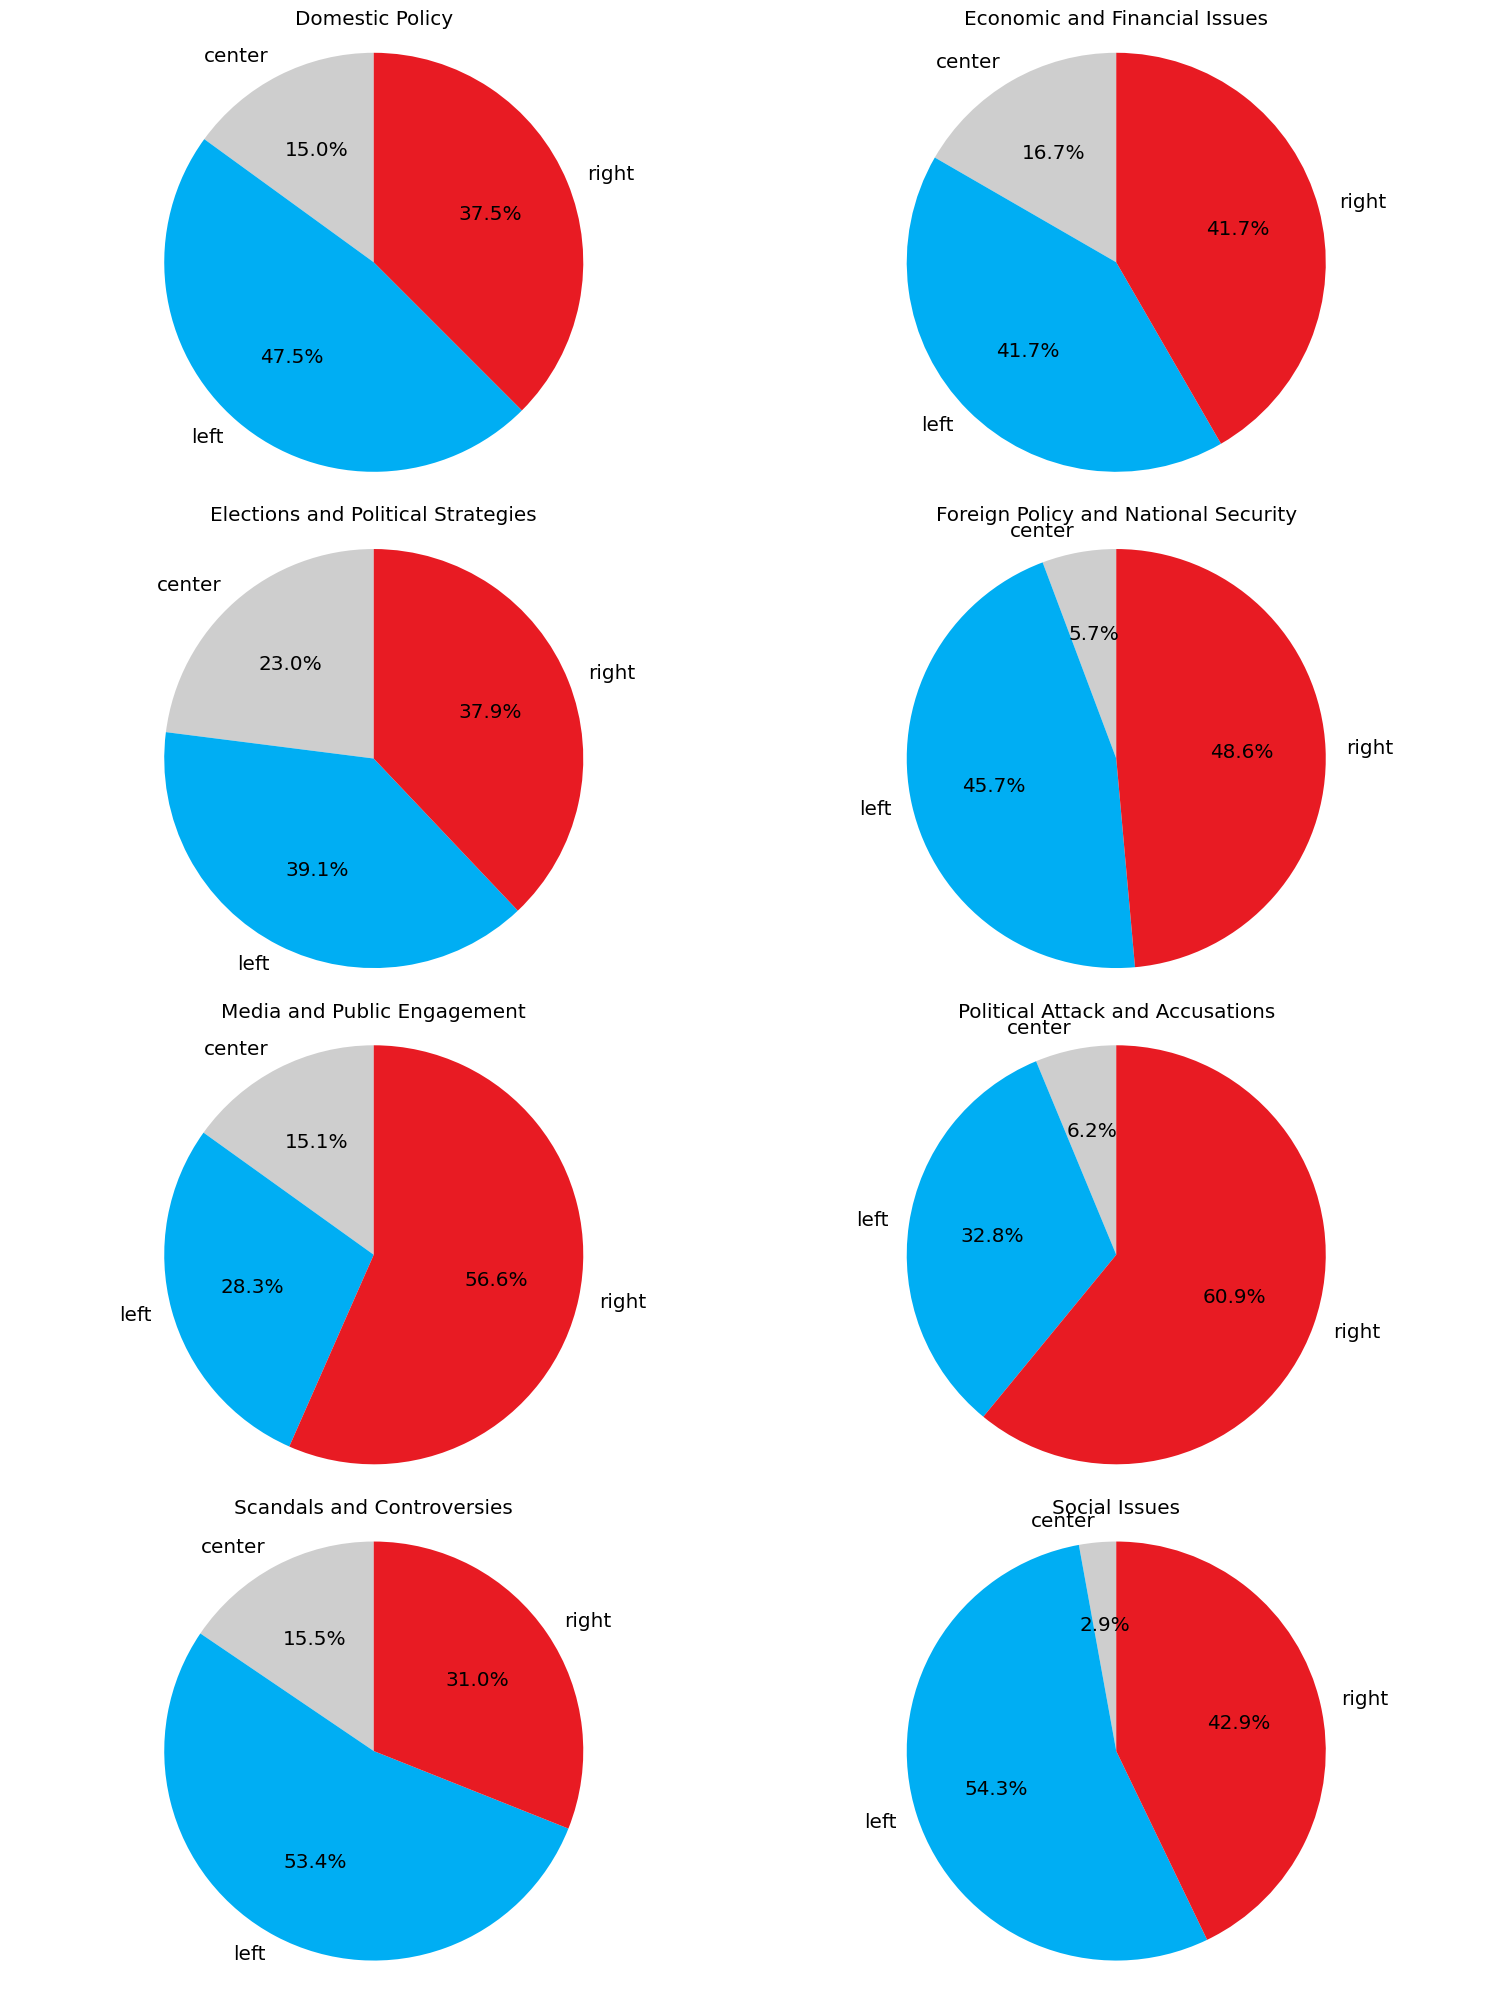 Domestic Policy
center
15.0%
right
37.5%
47.5%
left
Economic and Financial Issues
center
16.7%
right
41.7%
41.7%
left
Elections and Political Strategies
center
23.0%
right
37.9%
39.1%
left
Foreign Policy and National Security
center
5.7%
right
48.6%
45.7%
left
Media and Public Engagement
center
15.1%
28.3%
left
56.6%
right
Political Attack and Accusations
center
6.2%
left
32.8%
60.9%
right
Scandals and Controversies
center
15.5%
right
31.0%
53.4%
left
Social Issues
center
2.9%
right
42.9%
54.3%
left